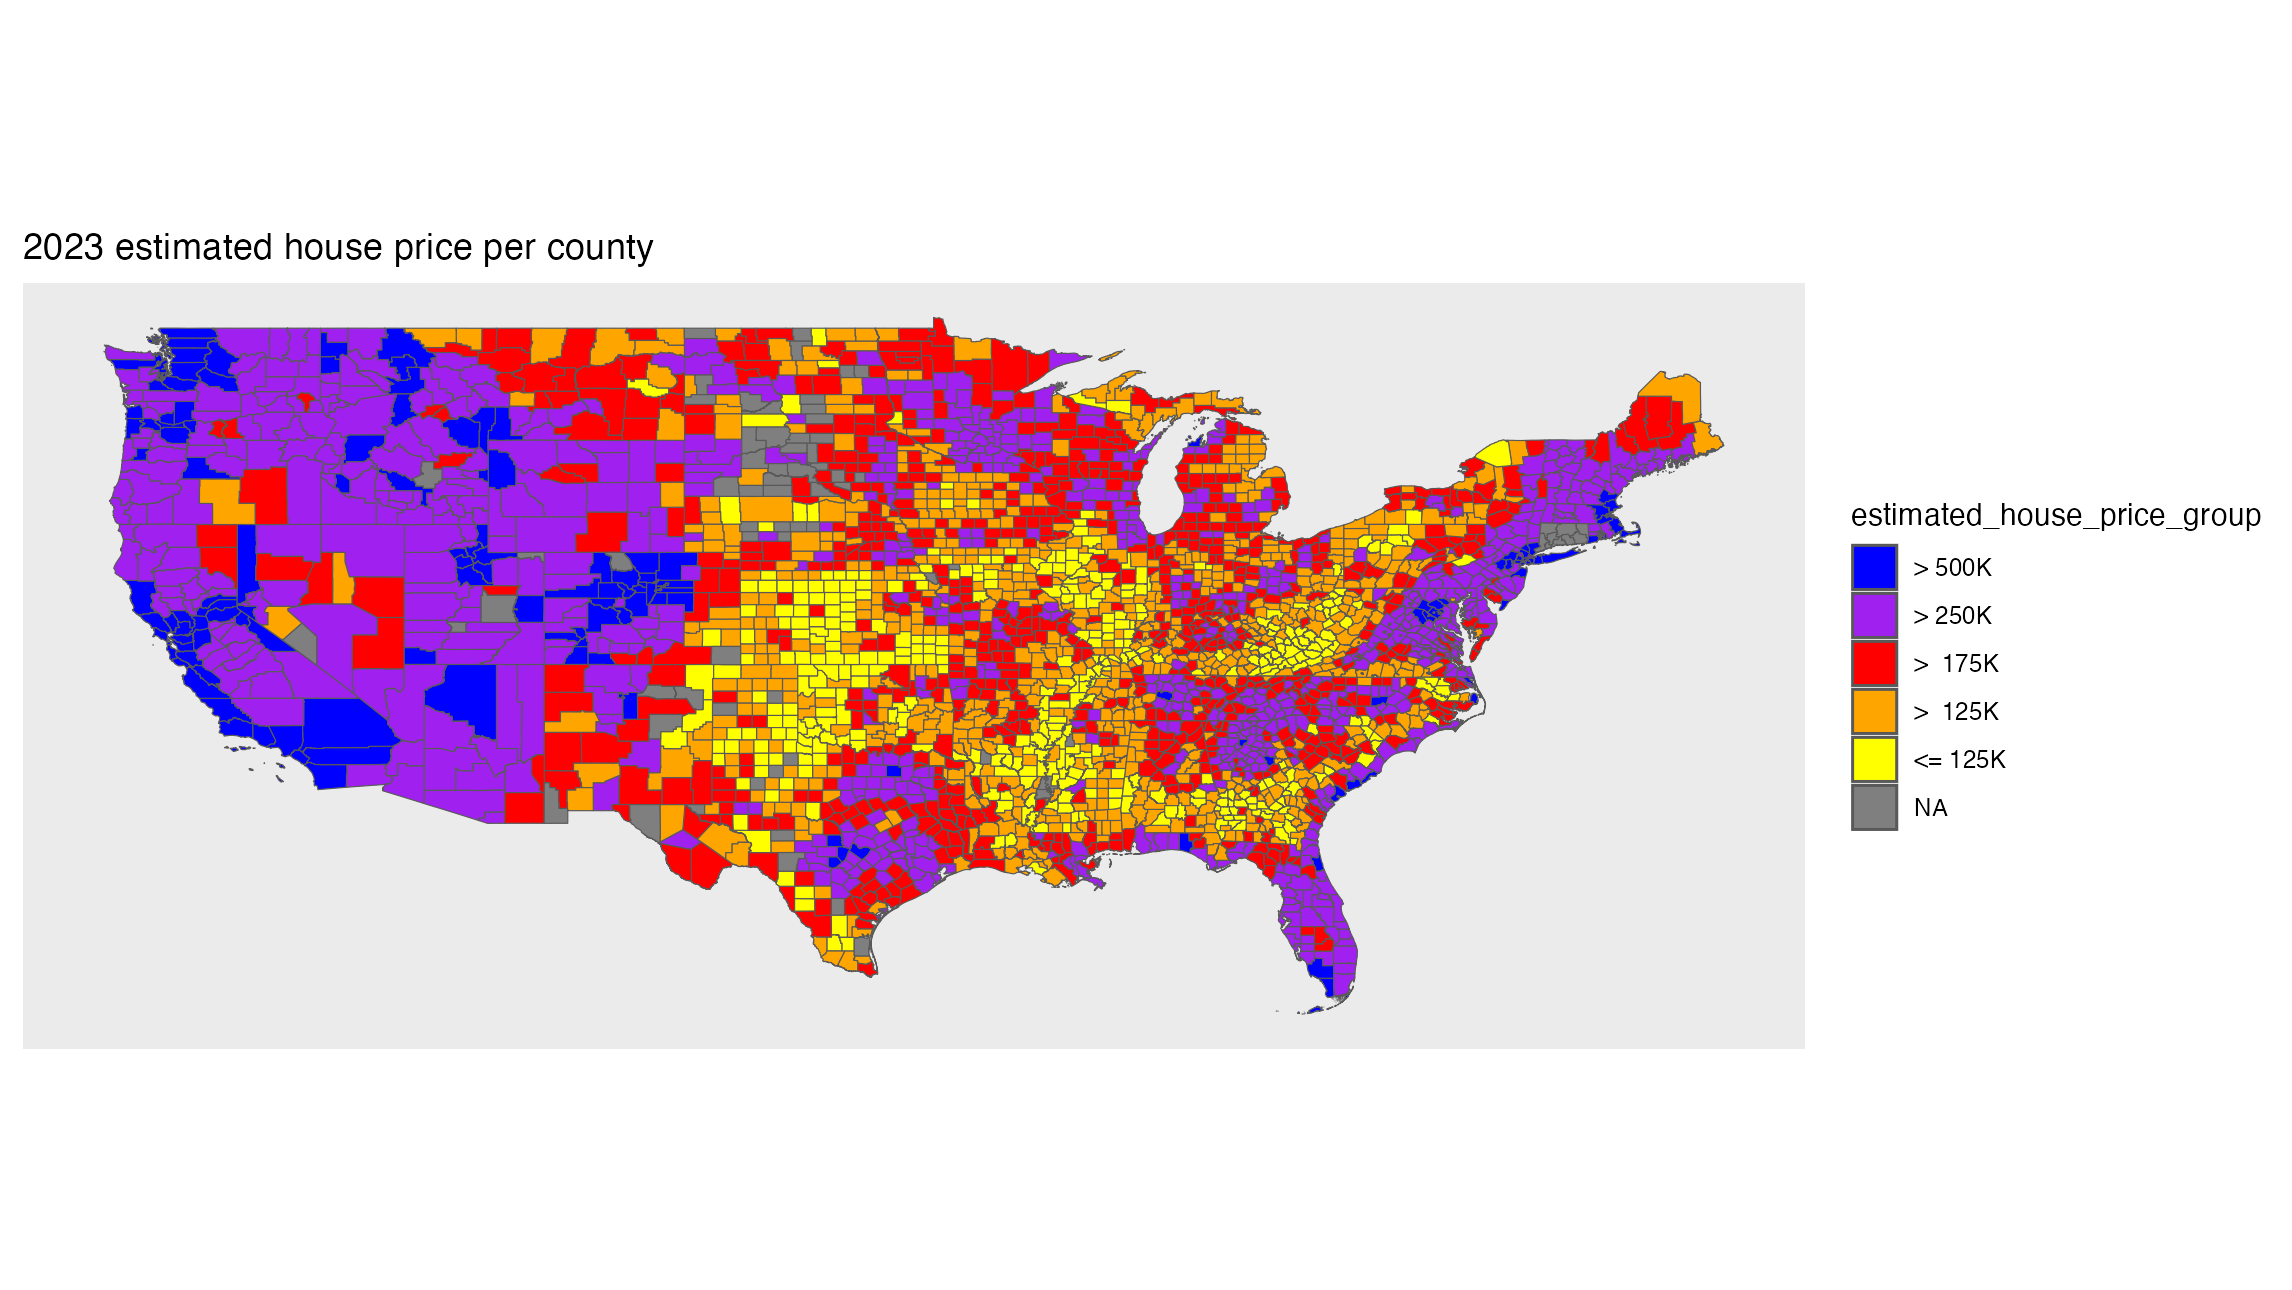 2023 estimated house price per county
estimated_house_price_group
> 500K
> 250K
>  175K
>  125K
<= 125K
NA